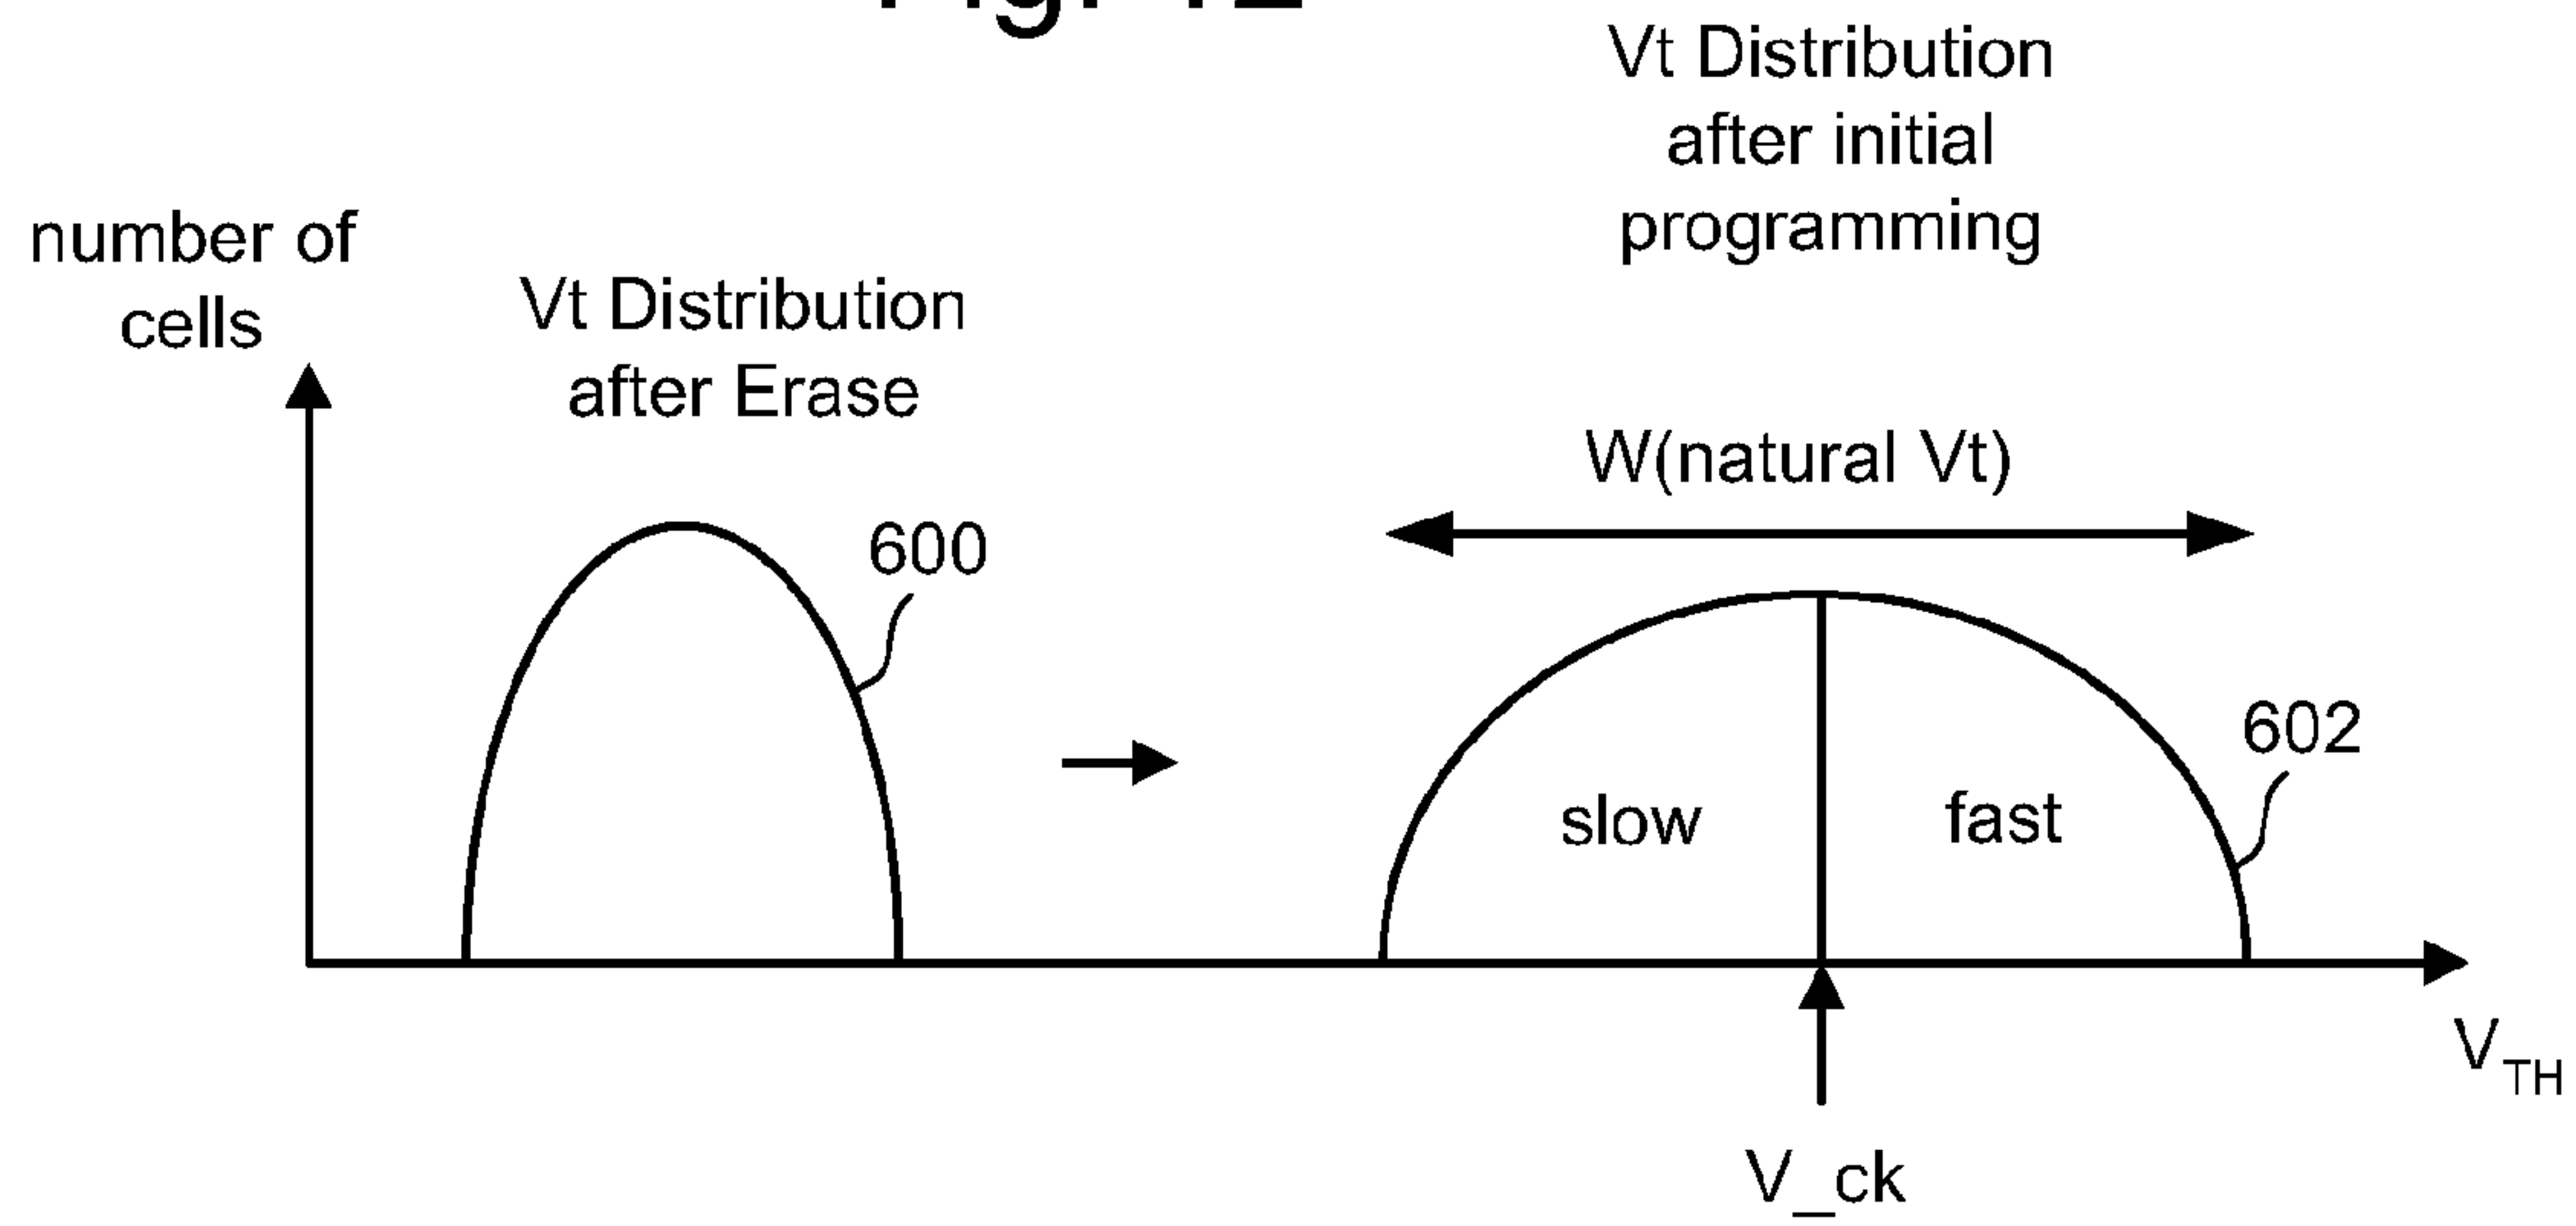 Vt Distribution
after initial
programming
number of
cells
Vt Distribution
after Erase
W(natural Vt)
600
602
slow
fast
VTH
V_ck